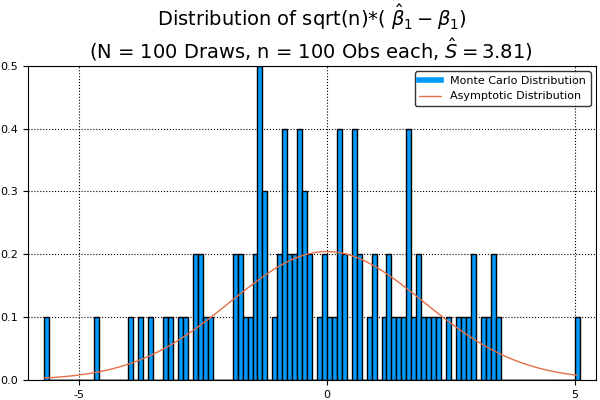 Distribution of sqrt(n)*( β̂₁ − β₁)
(N = 100 Draws, n = 100 Obs each, Ŝ = 3.81)
0.5
Monte Carlo Distribution
Asymptotic Distribution
0.4
0.3
0.2
0.1
0.0
-5 0 5